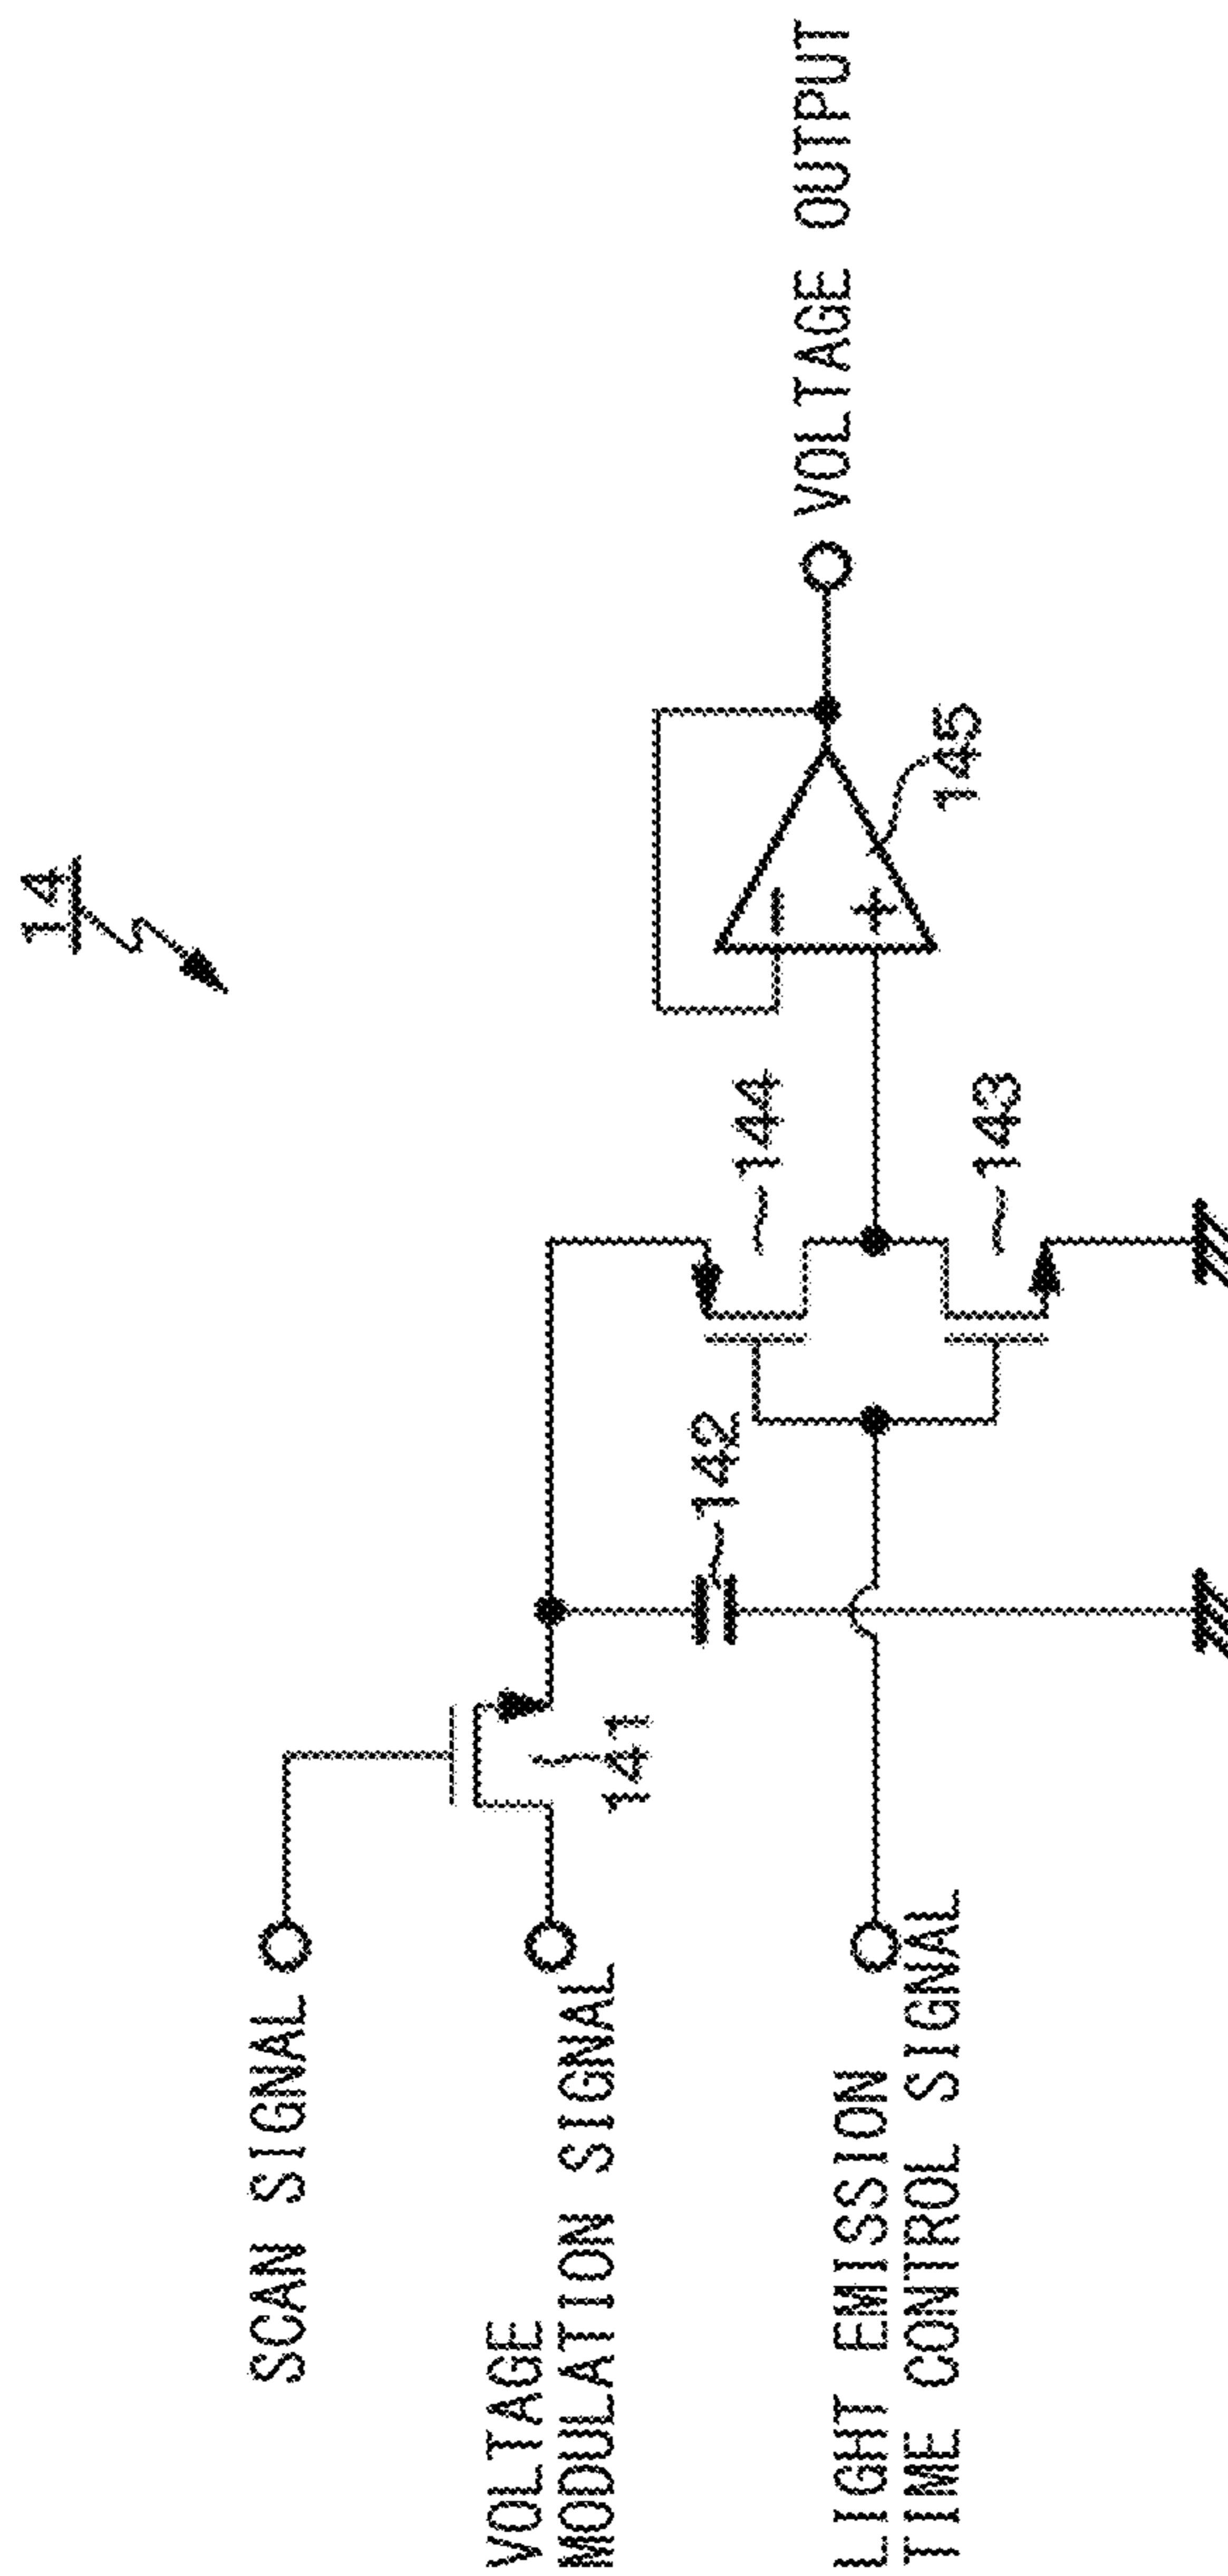 14
SCAN SIGNAL
VOLTAGE
MODULATION SIGNAL
141
142
144
143
145
VOLTAGE OUTPUT
LIGHT EMISSION
TIME CONTROL SIGNAL
−
+